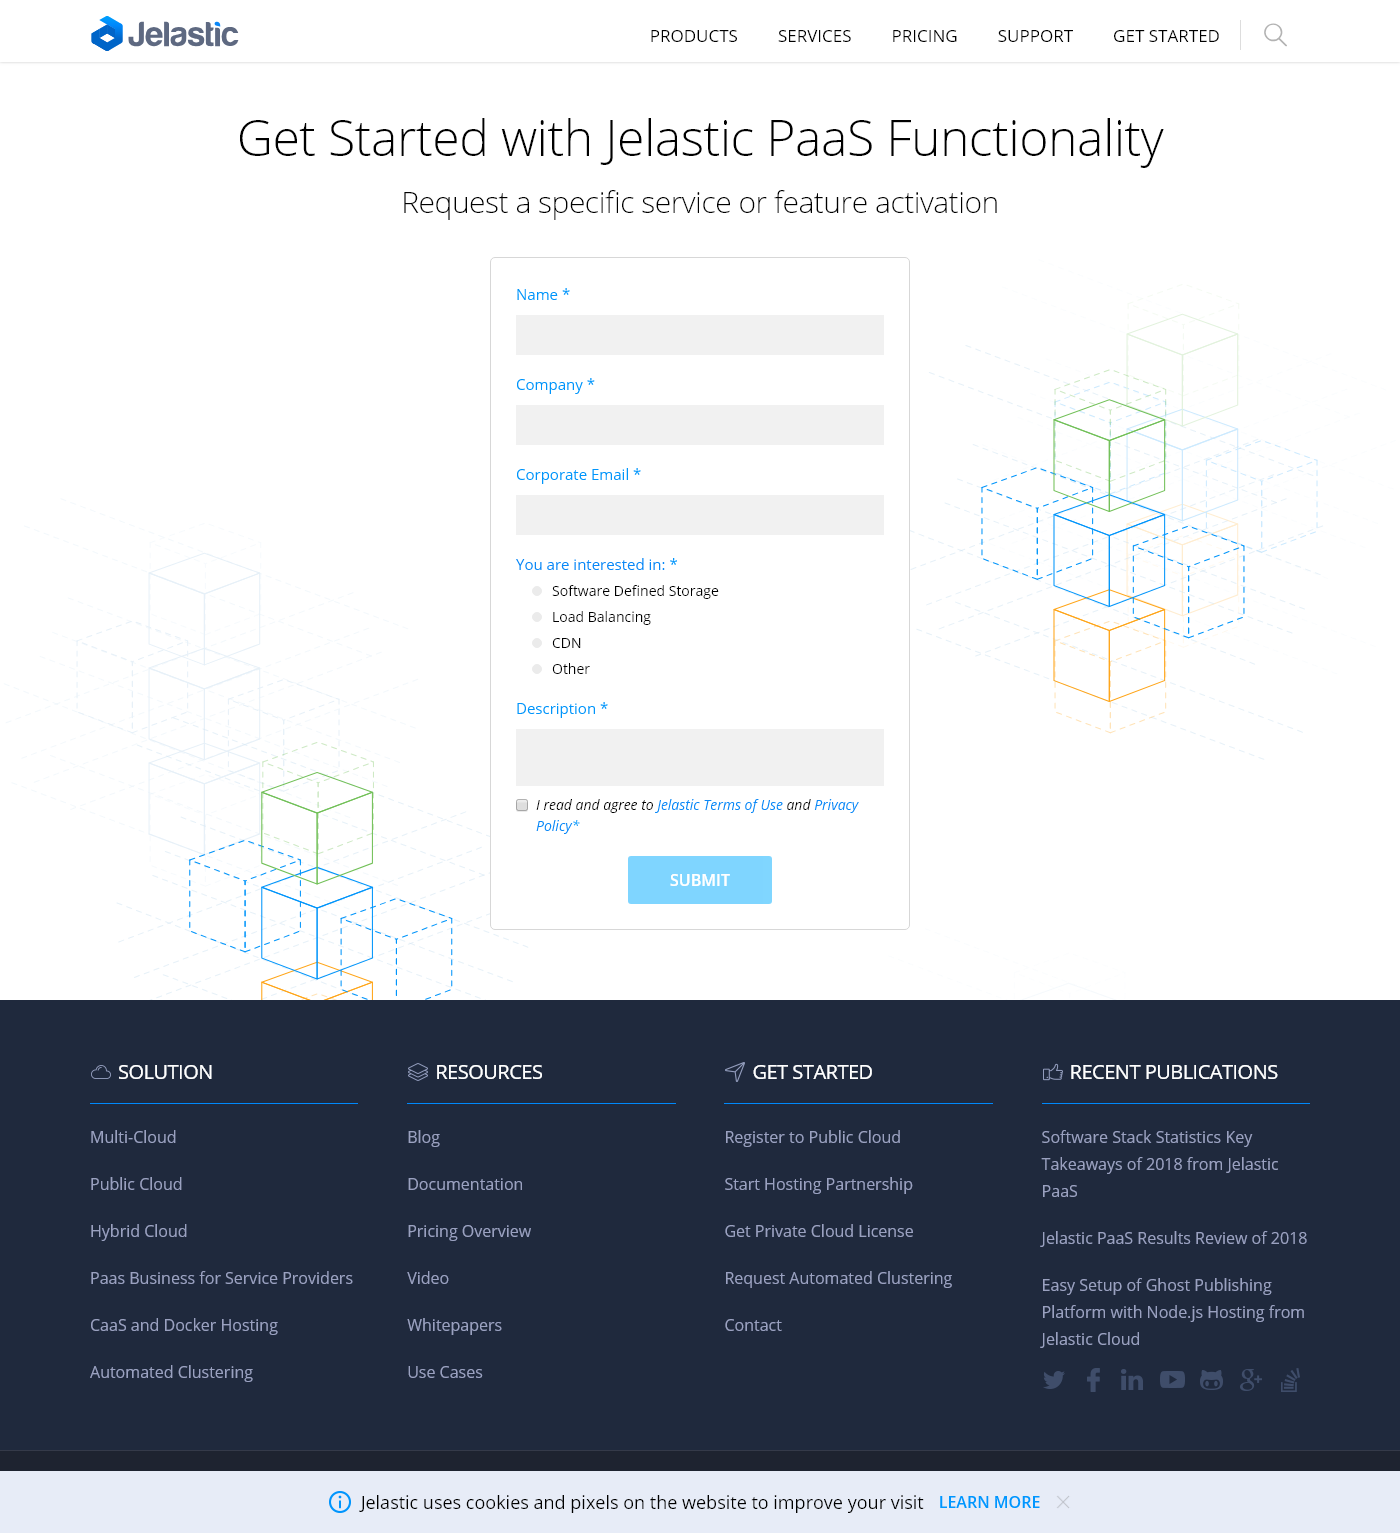 Jelastic
PRODUCTS
SERVICES
PRICING
SUPPORT
GET STARTED
Get Started with Jelastic PaaS Functionality
Request a specific service or feature activation
Name *
Company *
Corporate Email *
You are interested in: *
Software Defined Storage
Load Balancing
CDN
Other
Description *
I read and agree to Jelastic Terms of Use and Privacy
Policy*
SUBMIT
SOLUTION
Multi-Cloud
Public Cloud
Hybrid Cloud
Paas Business for Service Providers
CaaS and Docker Hosting
Automated Clustering
RESOURCES
Blog
Documentation
Pricing Overview
Video
Whitepapers
Use Cases
GET STARTED
Register to Public Cloud
Start Hosting Partnership
Get Private Cloud License
Request Automated Clustering
Contact
RECENT PUBLICATIONS
Software Stack Statistics Key
Takeaways of 2018 from Jelastic
PaaS
Jelastic PaaS Results Review of 2018
Easy Setup of Ghost Publishing
Platform with Node.js Hosting from
Jelastic Cloud
Jelastic uses cookies and pixels on the website to improve your visit LEARN MORE